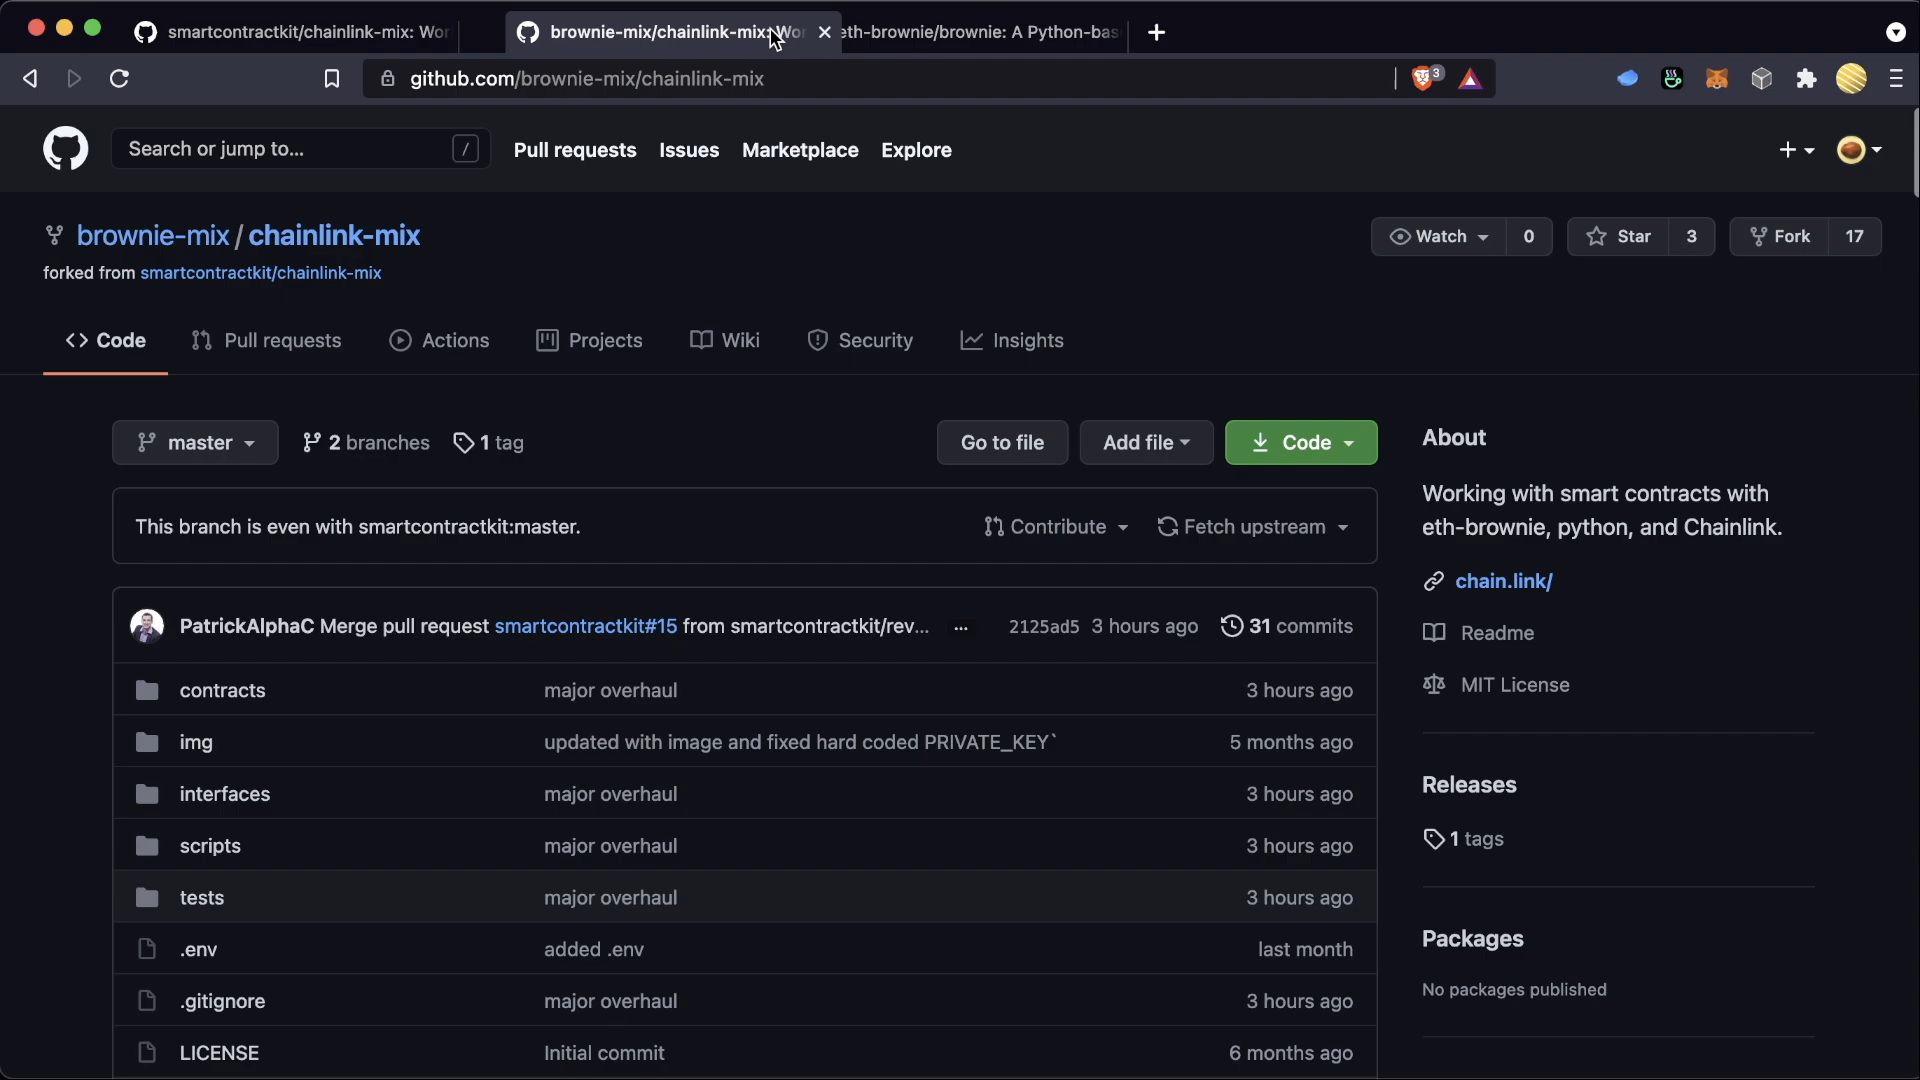 smartcontractkit/chainlink-mix: Wor
brownie-mix/chainlink-mix: Wor
eth-brownie/brownie: A Python-bas
github.com/brownie-mix/chainlink-mix
3
Search or jump to... /
Pull requests Issues Marketplace Explore
brownie-mix / chainlink-mix
Watch 0 Star 3 Fork 17
forked from smartcontractkit/chainlink-mix
Code Pull requests Actions Projects Wiki Security Insights
master 2 branches 1 tag Go to file Add file Code
This branch is even with smartcontractkit:master. Contribute Fetch upstream
PatrickAlphaC Merge pull request smartcontractkit#15 from smartcontractkit/rev... ... 2125ad5 3 hours ago 31 commits
contracts major overhaul 3 hours ago
img updated with image and fixed hard coded PRIVATE_KEY` 5 months ago
interfaces major overhaul 3 hours ago
scripts major overhaul 3 hours ago
tests major overhaul 3 hours ago
.env added .env last month
.gitignore major overhaul 3 hours ago
LICENSE Initial commit 6 months ago
About
Working with smart contracts with
eth-brownie, python, and Chainlink.
chain.link/
Readme
MIT License
Releases
1 tags
Packages
No packages published